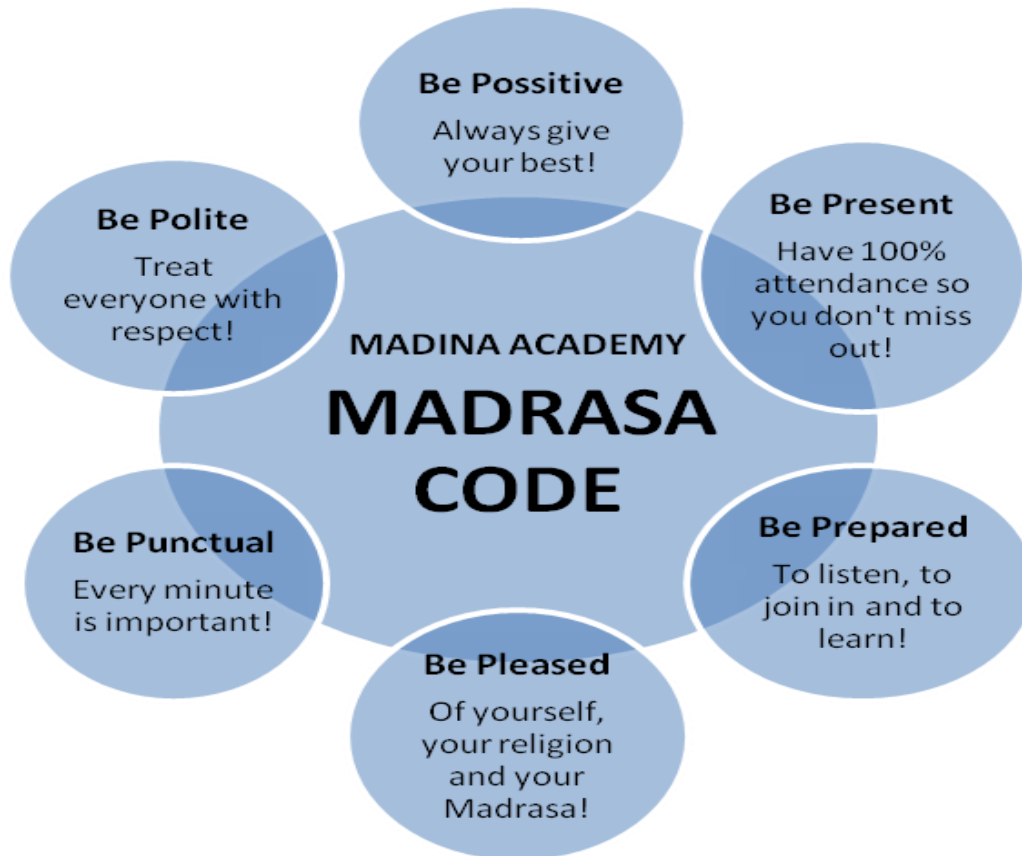 Be Possitive
Always give
your best!
Be Present
Have 100%
attendance so
you don't miss
out!
Be Prepared
To listen, to
join in and to
learn!
Be Pleased
Of yourself,
your religion
and your
Madrasa!
Be Punctual
Every minute
is important!
Be Polite
Treat
everyone with
respect!
MADINA ACADEMY
MADRASA
CODE